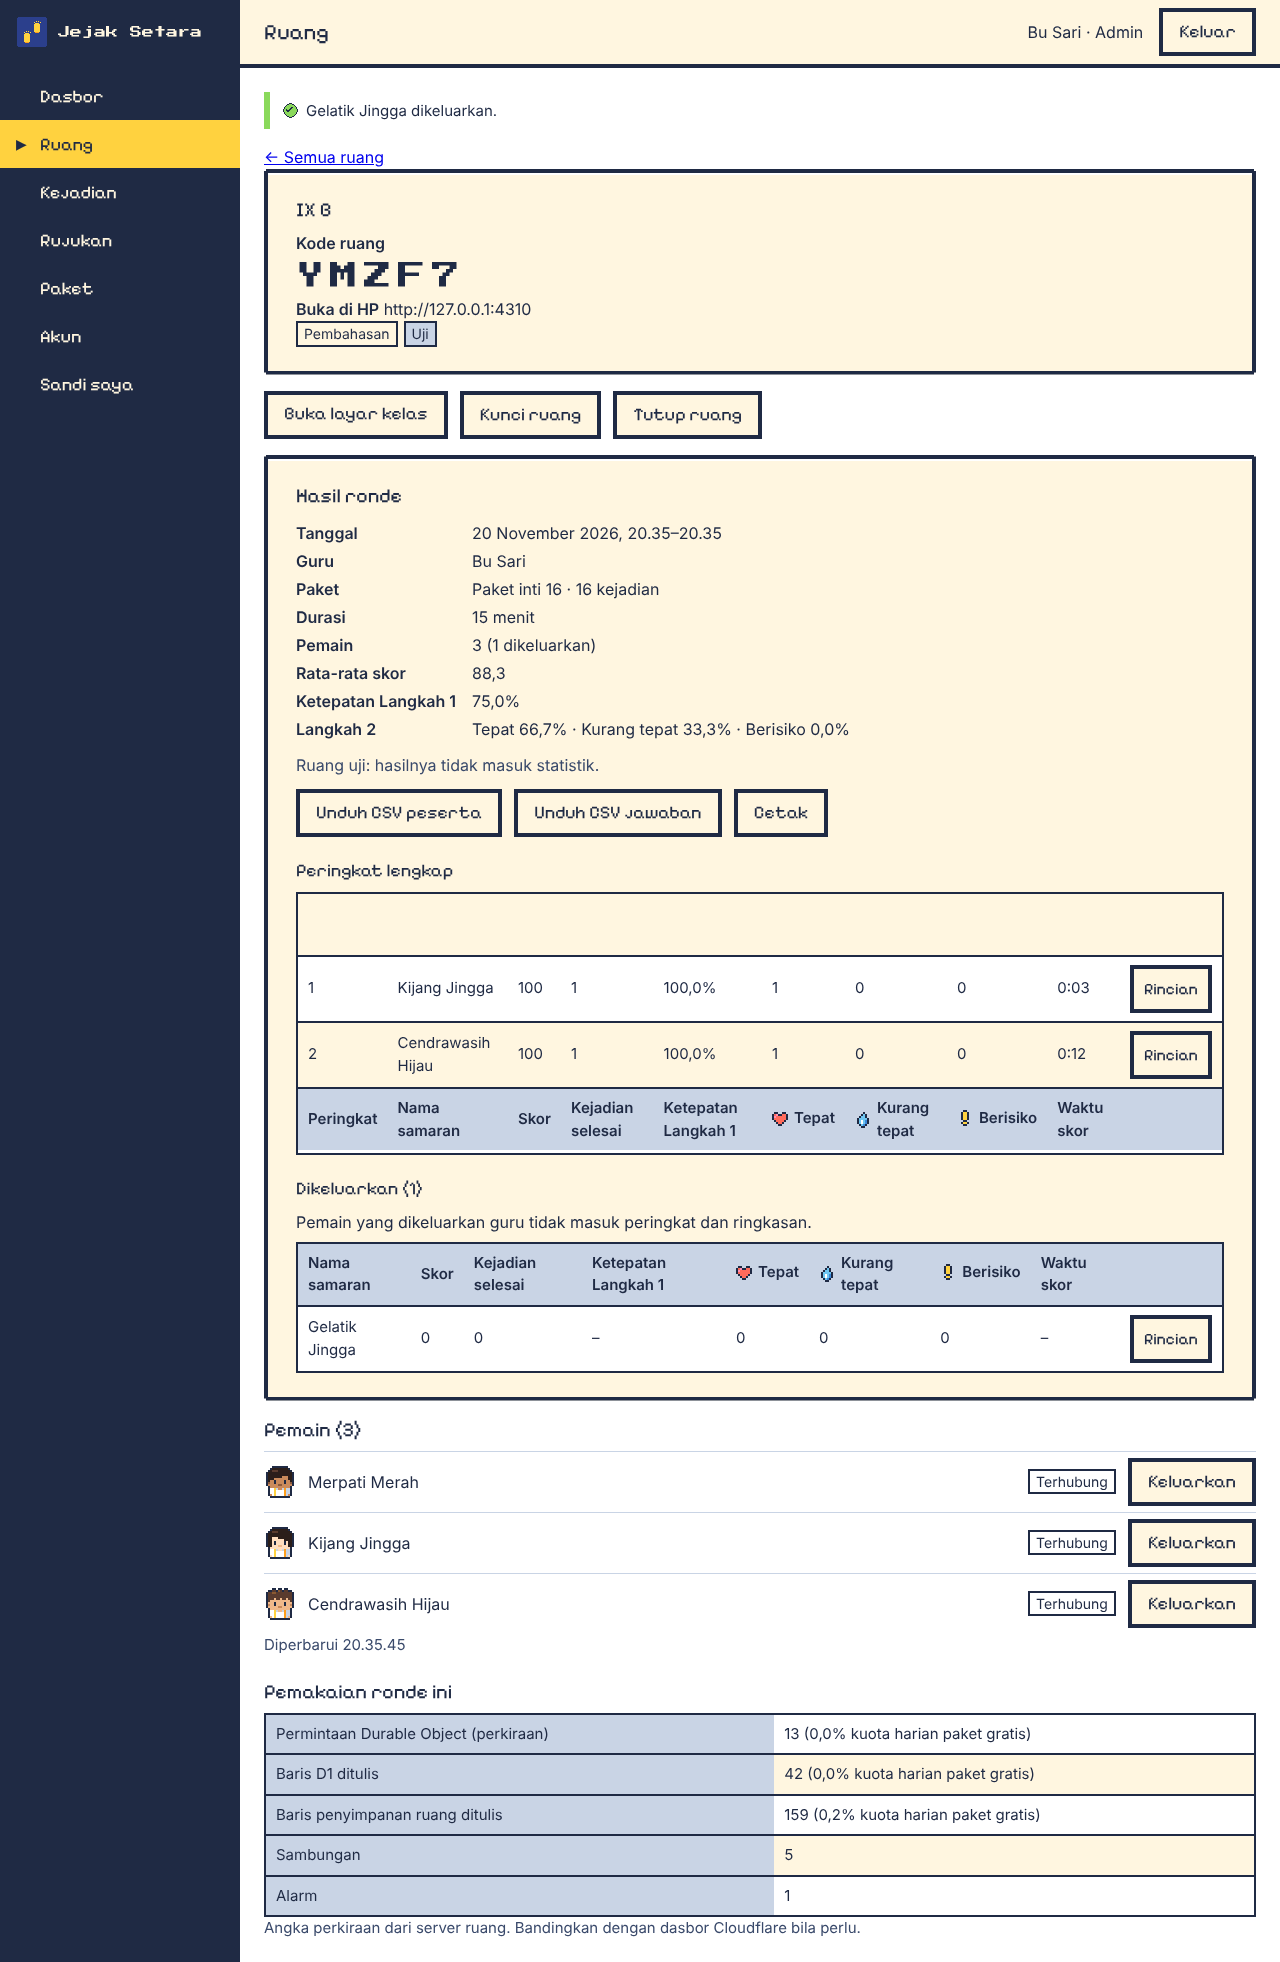 Jejak Setara
Ruang
Bu Sari · Admin
Keluar
Dasbor
▶ Ruang
Kejadian
Rujukan
Paket
Akun
Sandi saya
Gelatik Jingga dikeluarkan.
← Semua ruang
IX B
Kode ruang
YMZF7
Buka di HP http://127.0.0.1:4310
Pembahasan Uji
Buka layar kelas
Kunci ruang
Tutup ruang
Hasil ronde
Tanggal 20 November 2026, 20.35–20.35
Guru Bu Sari
Paket Paket inti 16 · 16 kejadian
Durasi 15 menit
Pemain 3 (1 dikeluarkan)
Rata-rata skor 88,3
Ketepatan Langkah 1 75,0%
Langkah 2 Tepat 66,7% · Kurang tepat 33,3% · Berisiko 0,0%
Ruang uji: hasilnya tidak masuk statistik.
Unduh CSV peserta
Unduh CSV jawaban
Cetak
Peringkat lengkap
1 Kijang Jingga 100 1 100,0% 1 0 0 0:03 Rincian
2 Cendrawasih Hijau 100 1 100,0% 1 0 0 0:12 Rincian
Peringkat Nama samaran Skor Kejadian selesai Ketepatan Langkah 1 Tepat Kurang tepat Berisiko Waktu skor
Dikeluarkan (1)
Pemain yang dikeluarkan guru tidak masuk peringkat dan ringkasan.
Nama samaran Skor Kejadian selesai Ketepatan Langkah 1 Tepat Kurang tepat Berisiko Waktu skor
Gelatik Jingga 0 0 – 0 0 0 – Rincian
Pemain (3)
Merpati Merah Terhubung Keluarkan
Kijang Jingga Terhubung Keluarkan
Cendrawasih Hijau Terhubung Keluarkan
Diperbarui 20.35.45
Pemakaian ronde ini
Permintaan Durable Object (perkiraan) 13 (0,0% kuota harian paket gratis)
Baris D1 ditulis 42 (0,0% kuota harian paket gratis)
Baris penyimpanan ruang ditulis 159 (0,2% kuota harian paket gratis)
Sambungan 5
Alarm 1
Angka perkiraan dari server ruang. Bandingkan dengan dasbor Cloudflare bila perlu.